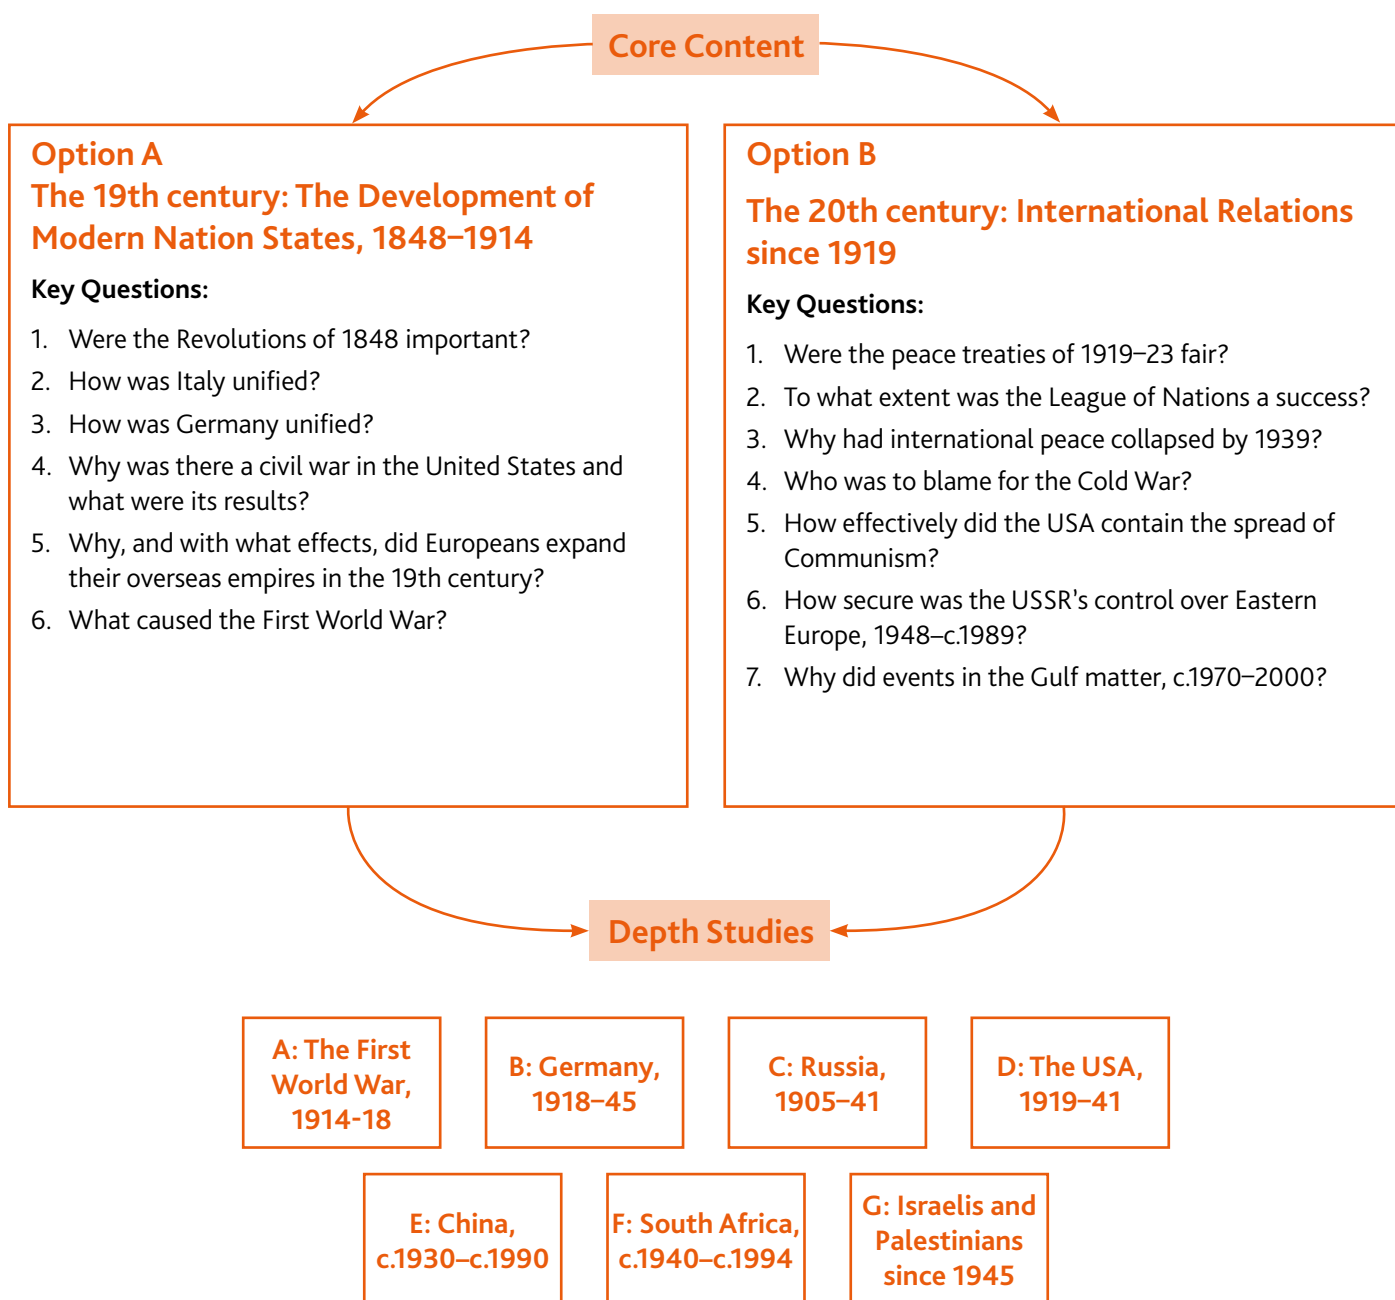 Core Content
Option A
The 19th century: The Development of
Modern Nation States, 1848–1914
Key Questions:
1. Were the Revolutions of 1848 important?
2. How was Italy unified?
3. How was Germany unified?
4. Why was there a civil war in the United States and
what were its results?
5. Why, and with what effects, did Europeans expand
their overseas empires in the 19th century?
6. What caused the First World War?
Option B
The 20th century: International Relations
since 1919
Key Questions:
1. Were the peace treaties of 1919–23 fair?
2. To what extent was the League of Nations a success?
3. Why had international peace collapsed by 1939?
4. Who was to blame for the Cold War?
5. How effectively did the USA contain the spread of
Communism?
6. How secure was the USSR’s control over Eastern
Europe, 1948–c.1989?
7. Why did events in the Gulf matter, c.1970–2000?
Depth Studies
A: The First
World War,
1914-18
B: Germany,
1918–45
C: Russia,
1905–41
D: The USA,
1919–41
E: China,
c.1930–c.1990
F: South Africa,
c.1940–c.1994
G: Israelis and
Palestinians
since 1945